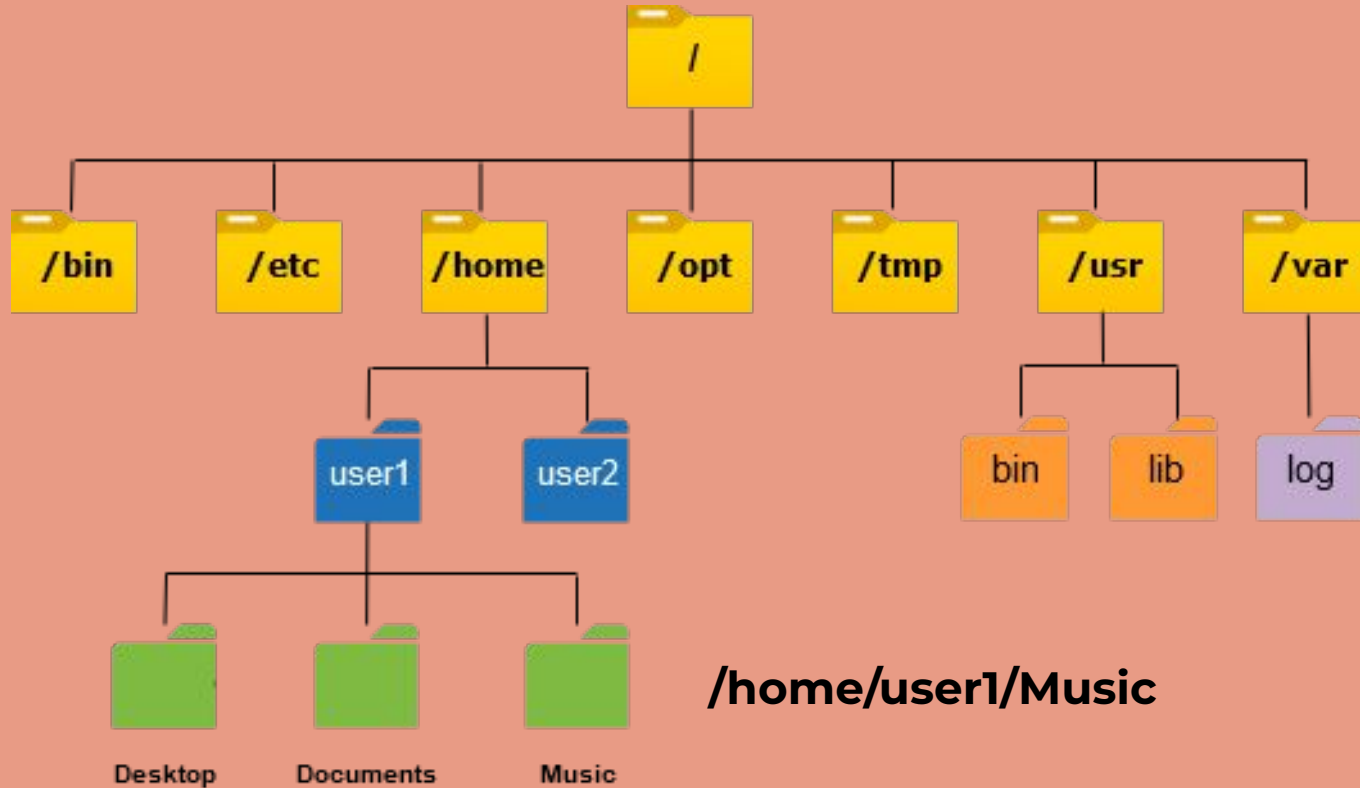 /
/bin /etc /home /opt /tmp /usr /var
user1 user2 bin lib log
/home/user1/Music
Desktop Documents Music